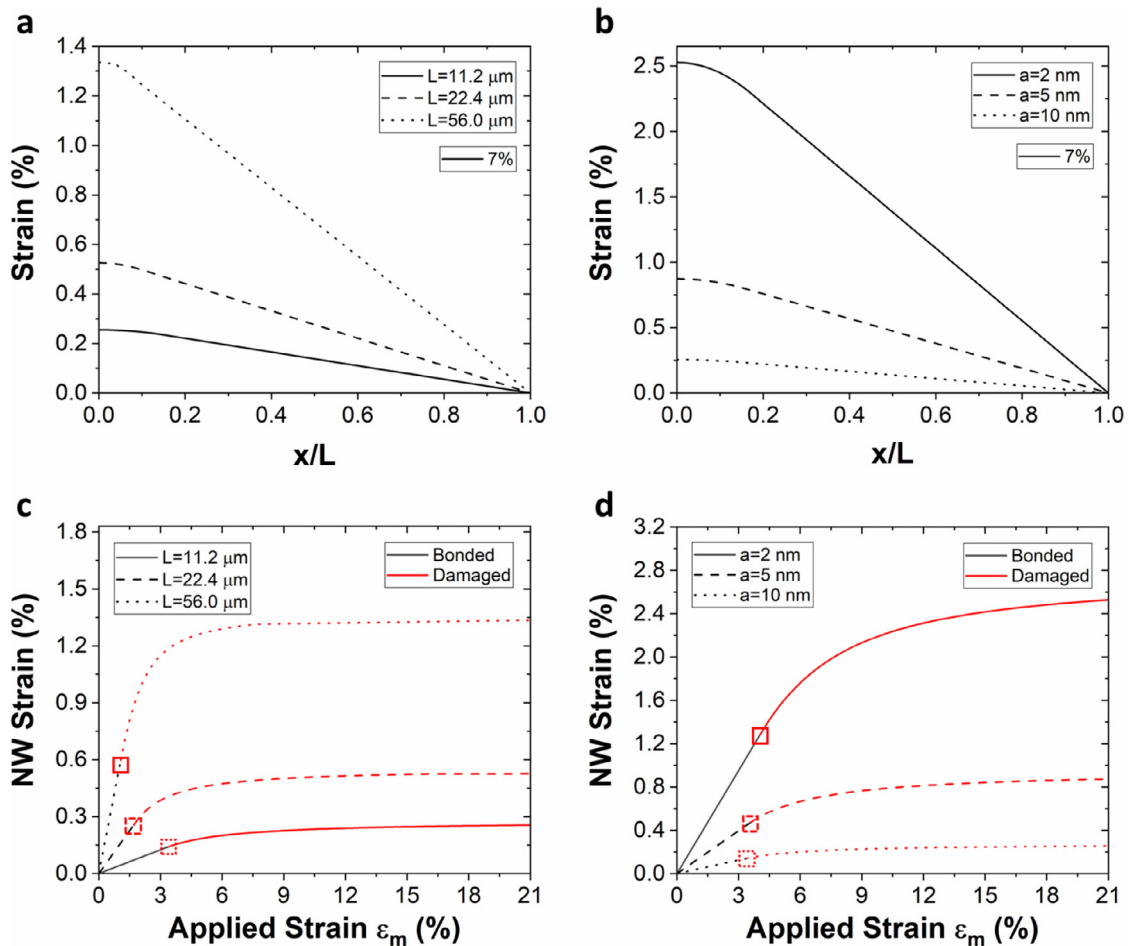 a
1.4
1.2
1.0
0.8
0.6
0.4
0.2
0.0
Strain (%)
L=11.2 μm
L=22.4 μm
L=56.0 μm
7%
0.0 0.2 0.4 0.6 0.8 1.0
x/L
b
2.5
2.0
1.5
1.0
0.5
0.0
Strain (%)
a=2 nm
a=5 nm
a=10 nm
7%
0.0 0.2 0.4 0.6 0.8 1.0
x/L
c
1.8
1.5
1.2
0.9
0.6
0.3
0.0
NW Strain (%)
L=11.2 μm
L=22.4 μm
L=56.0 μm
Bonded
Damaged
0 3 6 9 12 15 18 21
Applied Strain εm (%)
d
3.2
2.8
2.4
2.0
1.6
1.2
0.8
0.4
0.0
NW Strain (%)
a=2 nm
a=5 nm
a=10 nm
Bonded
Damaged
0 3 6 9 12 15 18 21
Applied Strain εm (%)